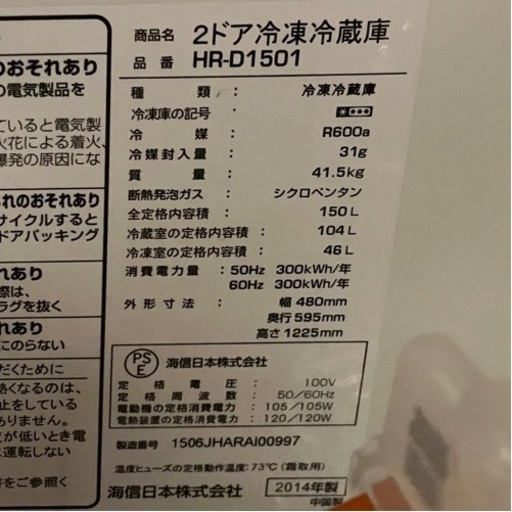 のおそれあり
の電気製品を
ていると電気製
火花による着火、
爆発の原因にな
れのおそれあり
サイクルすると
ドアパッキング
れあり
際は、
ラグを抜く
れあり
にのらない
だくために
熱くなるのは、
止をしている
ありません。
度が低いとき電
に運転しない
をご参照く
商品名 2ドア冷凍冷蔵庫
品番 HR-D1501
種類 : 冷凍冷蔵庫
冷凍庫の記号 :
冷媒 : R600a
冷媒封入量 : 31g
質量 : 41.5kg
断熱発泡ガス : シクロペンタン
全定格内容積 : 150L
冷蔵室の定格内容積 : 104L
冷凍室の定格内容積 : 46L
消費電力量 : 50Hz 300kWh/年
60Hz 300kWh/年
外形寸法 : 幅 480mm
奥行 595mm
高さ 1225mm
PSE 海信日本株式会社
定格電圧 : 100V
定格周波数 : 50/60Hz
電動機の定格消費電力 : 105/105W
電熱装置の定格消費電力 : 120/120W
製造番号 1506JHARAI00997
温度ヒューズの定格動作温度:73℃(霜取用)
海信日本株式会社 2014年製
中国製